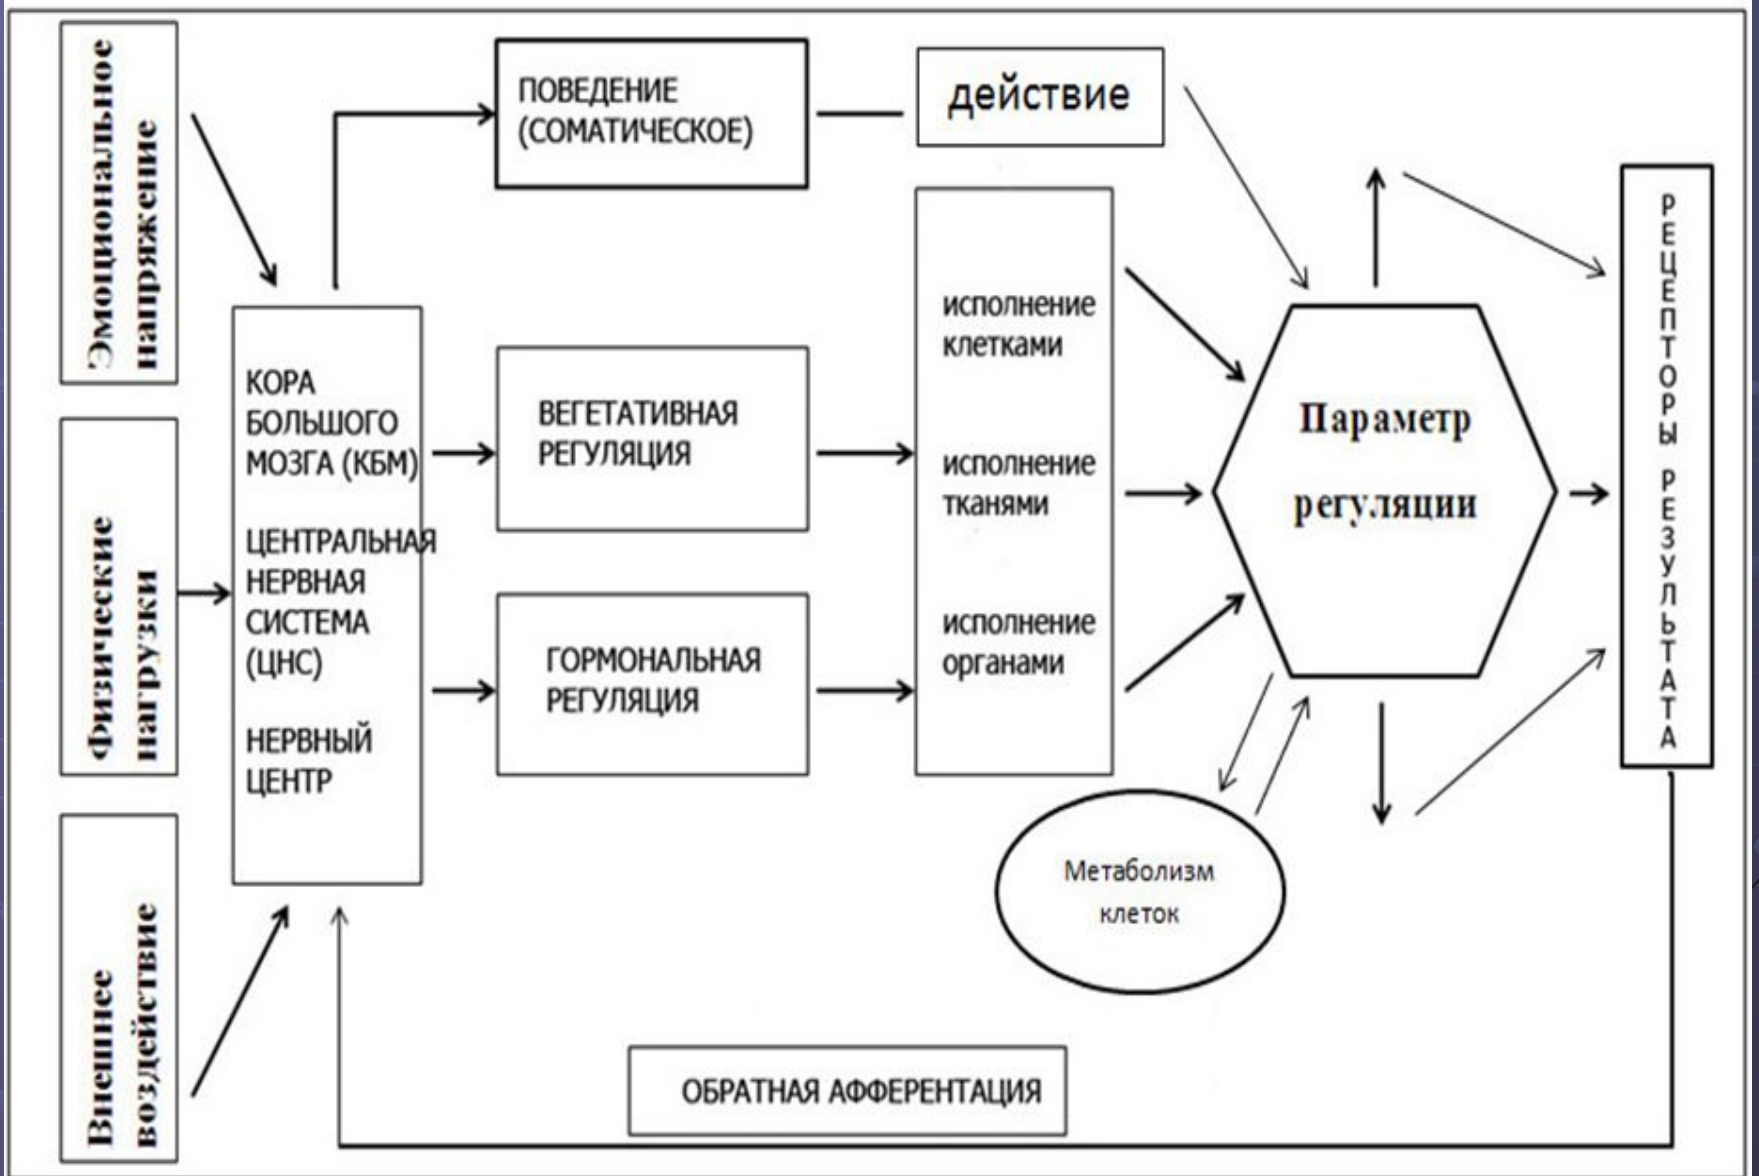 Эмоциональное
напряжение
Физические
нагрузки
Внешнее
воздействие
КОРА
БОЛЬШОГО
МОЗГА (КБМ)
ЦЕНТРАЛЬНАЯ
НЕРВНАЯ
СИСТЕМА
(ЦНС)
НЕРВНЫЙ
ЦЕНТР
ПОВЕДЕНИЕ
(СОМАТИЧЕСКОЕ)
ВЕГЕТАТИВНАЯ
РЕГУЛЯЦИЯ
ГОРМОНАЛЬНАЯ
РЕГУЛЯЦИЯ
действие
исполнение
клетками
исполнение
тканями
исполнение
органами
Параметр
регуляции
Метаболизм
клеток
РЕЦЕПТОРЫ РЕЗУЛЬТАТА
ОБРАТНАЯ АФФЕРЕНТАЦИЯ